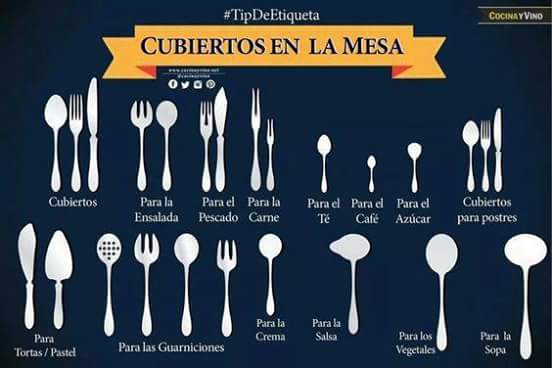 #TipDeEtiqueta
COCINAYVINO
CUBIERTOS EN LA MESA
www.cocinayvino.net
@cocinayvino
Cubiertos
Para la
Ensalada
Para el
Pescado
Para la
Carne
Para el
Té
Para el
Café
Para el
Azúcar
Cubiertos
para postres
Para
Tortas / Pastel
Para las Guarniciones
Para la
Crema
Para la
Salsa
Para los
Vegetales
Para la
Sopa